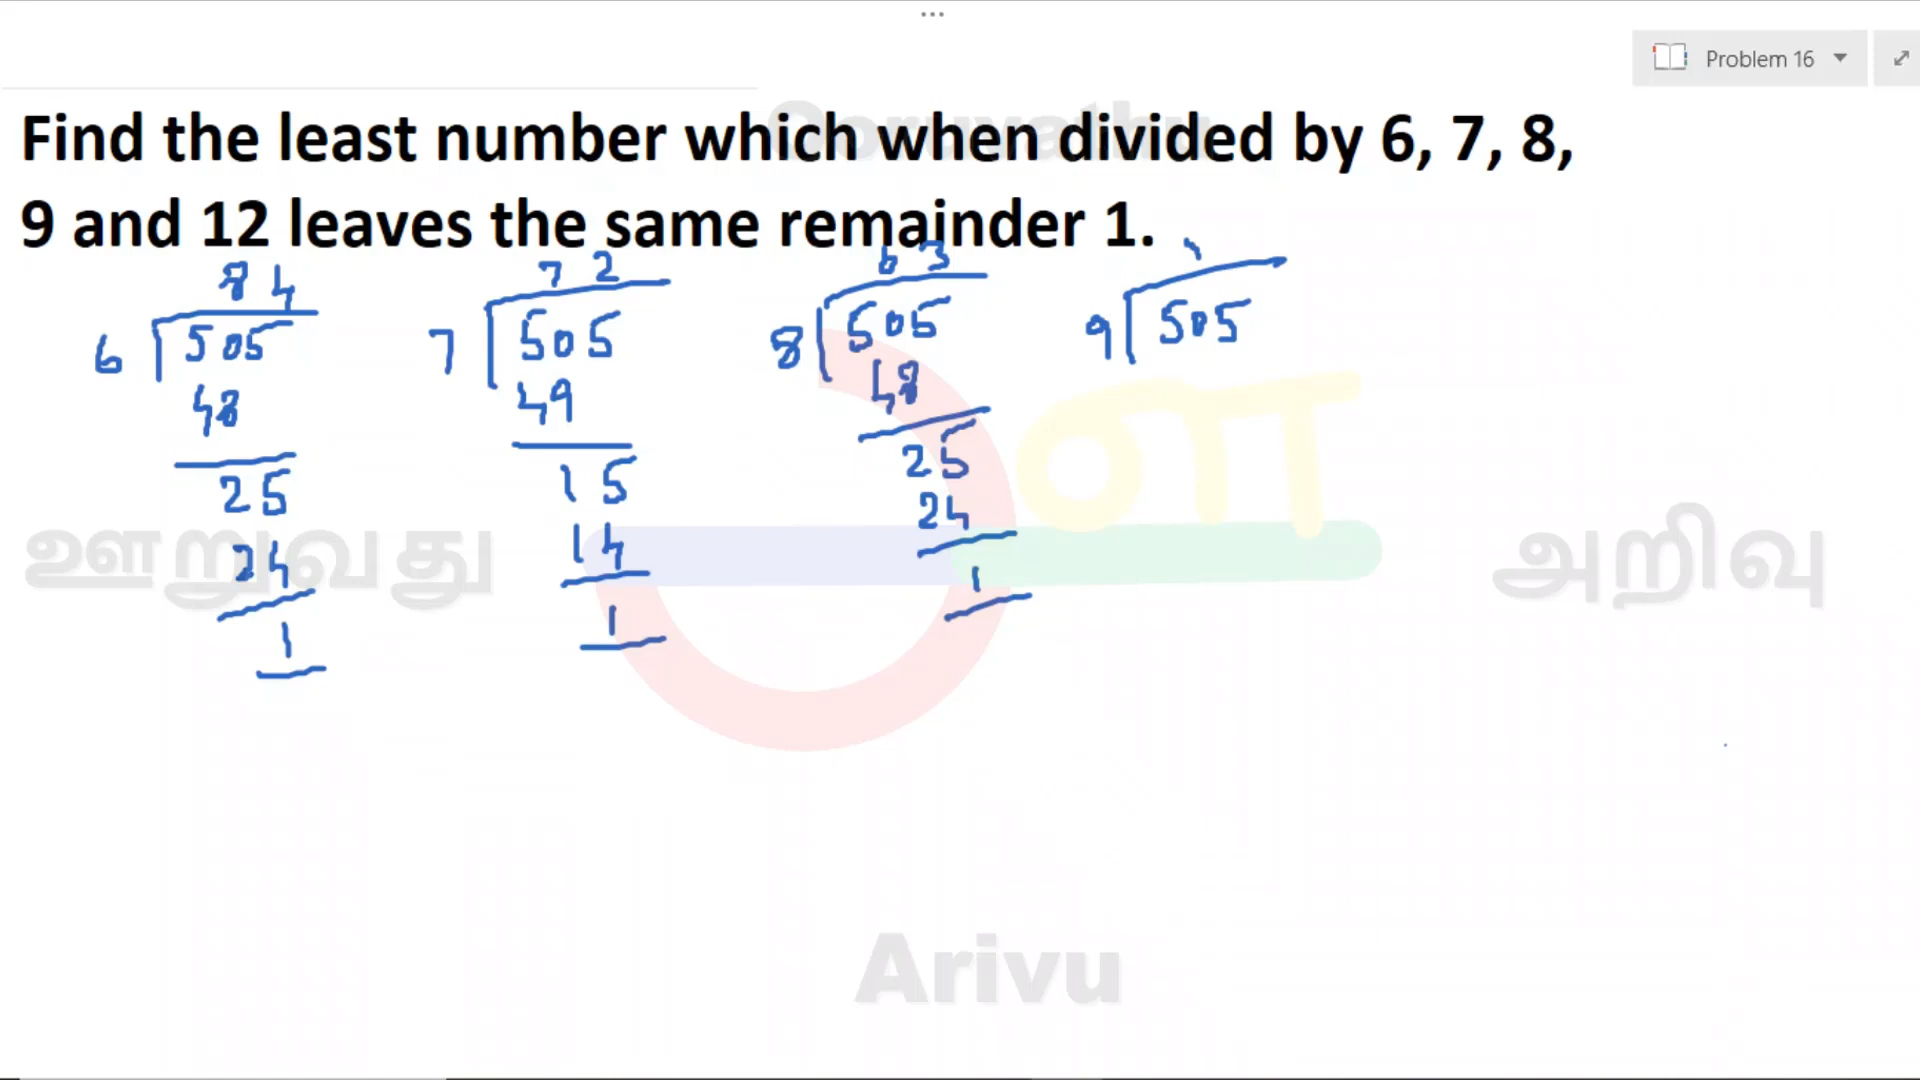 ...
Problem 16
Ooruvathu
Find the least number which when divided by 6, 7, 8,
9 and 12 leaves the same remainder 1.
84
6 505
48
25
24
1
72
7 505
49
15
14
1
63
8 505
48
25
24
1
9 505
ஊறுவது
ண
அறிவு
Arivu